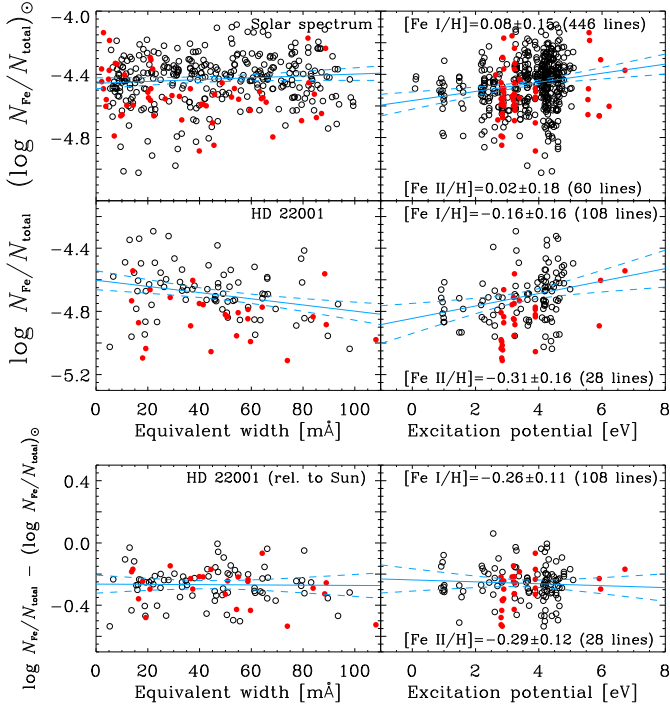 (log N_Fe/N_total)⊙
−4.0
−4.4
−4.8
Solar spectrum
[Fe I/H]=0.08±0.15 (446 lines)
[Fe II/H]=0.02±0.18 (60 lines)
log N_Fe/N_total
−4.4
−4.8
−5.2
HD 22001
[Fe I/H]=−0.16±0.16 (108 lines)
[Fe II/H]=−0.31±0.16 (28 lines)
0 20 40 60 80 100
0 2 4 6 8
Equivalent width [mÅ]
Excitation potential [eV]
log N_Fe/N_total − (log N_Fe/N_total)⊙
0.4
0.0
−0.4
HD 22001 (rel. to Sun)
[Fe I/H]=−0.26±0.11 (108 lines)
[Fe II/H]=−0.29±0.12 (28 lines)
0 20 40 60 80 100
0 2 4 6 8
Equivalent width [mÅ]
Excitation potential [eV]